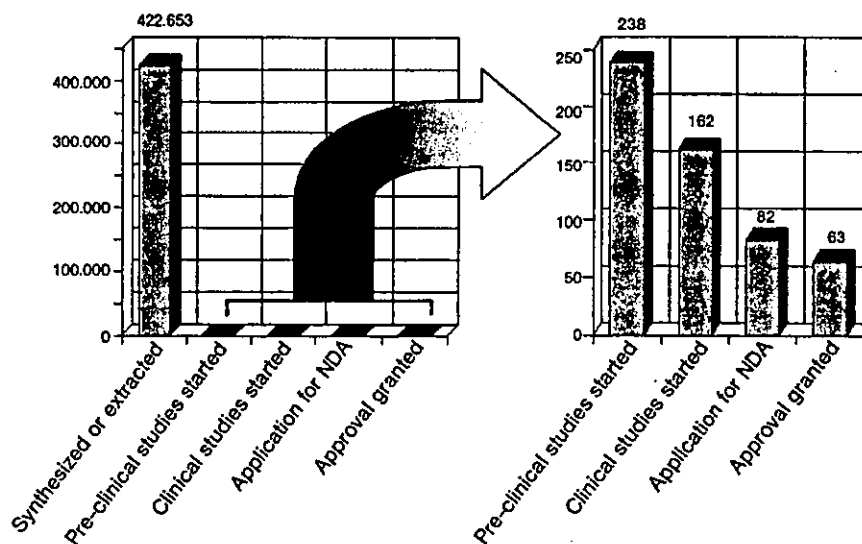 422.653
400.000
300.000
200.000
100.000
0
Synthesized or extracted
Pre-clinical studies started
Clinical studies started
Application for NDA
Approval granted
238
162
82
63
250
200
150
100
50
0
Pre-clinical studies started
Clinical studies started
Application for NDA
Approval granted